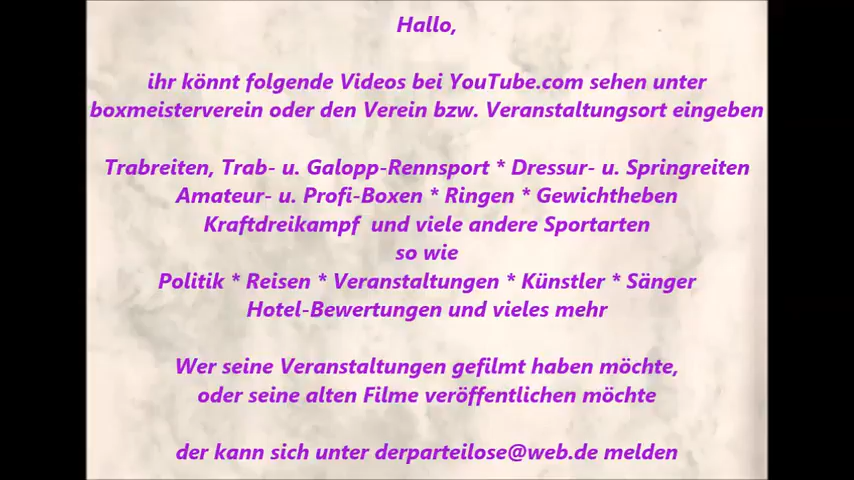 Hallo,
ihr könnt folgende Videos bei YouTube.com sehen unter
boxmeisterverein oder den Verein bzw. Veranstaltungsort eingeben
Trabreiten, Trab- u. Galopp-Rennsport * Dressur- u. Springreiten
Amateur- u. Profi-Boxen * Ringen * Gewichtheben
Kraftdreikampf und viele andere Sportarten
so wie
Politik * Reisen * Veranstaltungen * Künstler * Sänger
Hotel-Bewertungen und vieles mehr
Wer seine Veranstaltungen gefilmt haben möchte,
oder seine alten Filme veröffentlichen möchte
der kann sich unter derparteilose@web.de melden